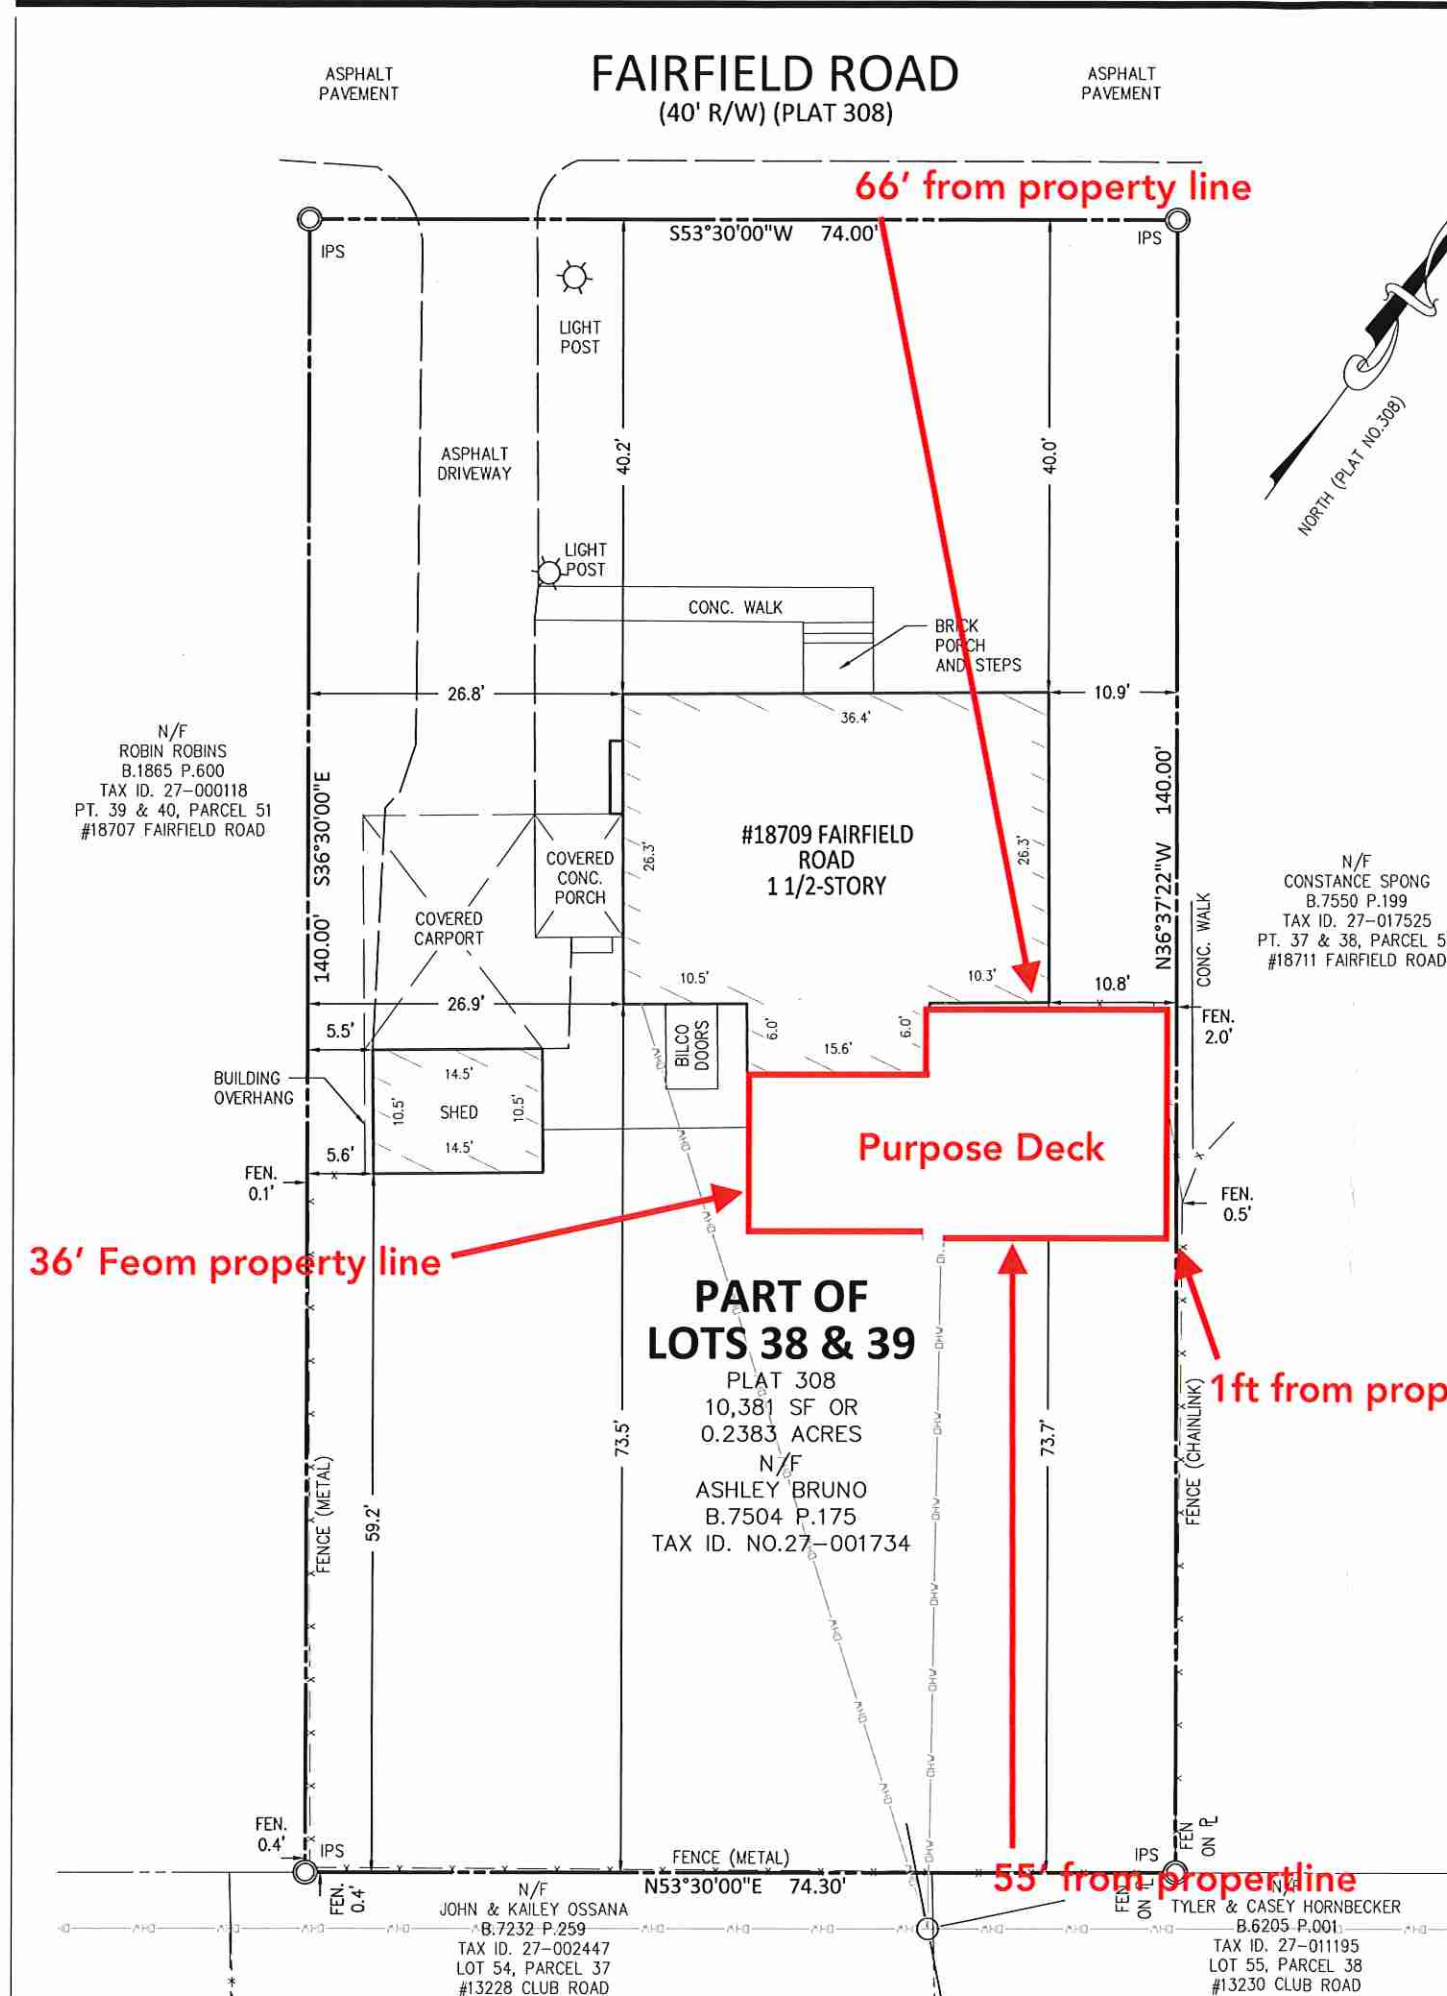 FAIRFIELD ROAD
(40' R/W) (PLAT 308)
ASPHALT
PAVEMENT
ASPHALT
PAVEMENT
66' from property line
S53°30'00"W 74.00'
IPS
IPS
LIGHT
POST
ASPHALT
DRIVEWAY
40.2'
40.0'
NORTH (PLAT NO.308)
LIGHT
POST
CONC. WALK
BRICK
PORCH
AND STEPS
26.8'
10.9'
36.4'
N/F
ROBIN ROBINS
B.1865 P.600
TAX ID. 27-000118
PT. 39 & 40, PARCEL 51
#18707 FAIRFIELD ROAD
140.00' S36°30'00"E
N36°37'22"W 140.00'
#18709 FAIRFIELD
ROAD
1 1/2-STORY
26.3'
26.3'
COVERED
CONC.
PORCH
COVERED
CARPORT
N/F
CONSTANCE SPONG
B.7550 P.199
TAX ID. 27-017525
PT. 37 & 38, PARCEL 5
#18711 FAIRFIELD ROAD
CONC. WALK
10.5'
10.3'
10.8'
26.9'
FEN.
2.0'
5.5'
BILCO
DOORS
6.0'
6.0'
15.6'
BUILDING
OVERHANG
14.5'
10.5'
SHED
10.5'
14.5'
5.6'
Purpose Deck
FEN.
0.1'
FEN.
0.5'
36' Feom property line
PART OF
LOTS 38 & 39
PLAT 308
10,381 SF OR
0.2383 ACRES
N/F
ASHLEY BRUNO
B.7504 P.175
TAX ID. NO.27-001734
1ft from prop
FENCE (METAL)
59.2'
73.5'
73.7'
FENCE (CHAINLINK)
OHW
FEN.
0.4'
IPS
FENCE (METAL)
IPS
FEN
ON PL
N53°30'00"E 74.30'
55' from propertline
FEN.
0.4'
FEN
ON PL
N/F
JOHN & KAILEY OSSANA
B.7232 P.259
TAX ID. 27-002447
LOT 54, PARCEL 37
#13228 CLUB ROAD
N/F
TYLER & CASEY HORNBECKER
B.6205 P.001
TAX ID. 27-011195
LOT 55, PARCEL 38
#13230 CLUB ROAD